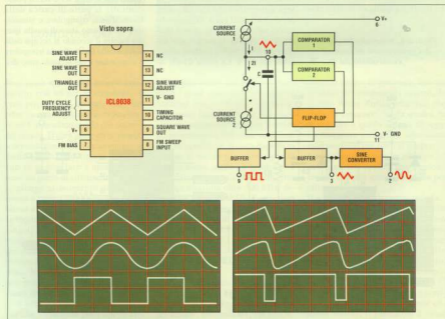 Visto sopra
SINE WAVE
ADJUST
1
14
NC
SINE WAVE
OUT
2
13
NC
TRIANGLE
OUT
3
12
SINE WAVE
ADJUST
DUTY CYCLE
FREQUENCY
ADJUST
4
5
ICL8038
11
V- GND
10
TIMING
CAPACITOR
V+
6
9
SQUARE WAVE
OUT
FM BIAS
7
8
FM SWEEP
INPUT
CURRENT
SOURCE
1
V+
6
10
I
2I
C
COMPARATOR
1
COMPARATOR
2
FLIP-FLOP
CURRENT
SOURCE
2
V- GND
11
BUFFER
BUFFER
SINE
CONVERTER
9
3
2